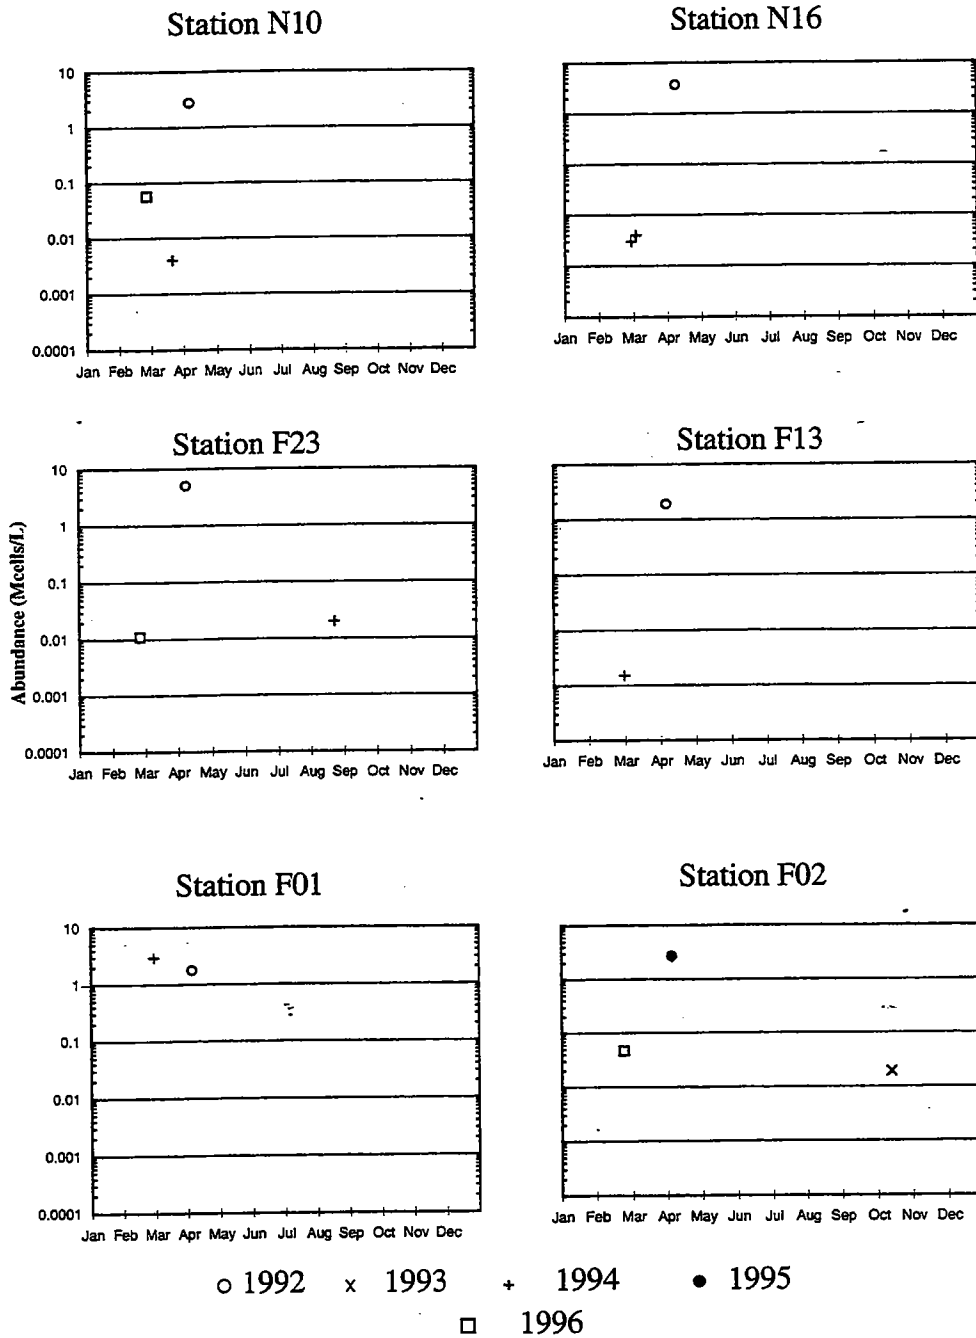 Station N10
Station N16
10
1
0.1
0.01
0.001
0.0001
Jan Feb Mar Apr May Jun Jul Aug Sep Oct Nov Dec
Jan Feb Mar Apr May Jun Jul Aug Sep Oct Nov Dec
Station F23
Station F13
Abundance (Mcells/L)
10
1
0.1
0.01
0.001
0.0001
Jan Feb Mar Apr May Jun Jul Aug Sep Oct Nov Dec
Jan Feb Mar Apr May Jun Jul Aug Sep Oct Nov Dec
Station F01
Station F02
10
1
0.1
0.01
0.001
0.0001
Jan Feb Mar Apr May Jun Jul Aug Sep Oct Nov Dec
Jan Feb Mar Apr May Jun Jul Aug Sep Oct Nov Dec
1992 1993 1994 1995
1996